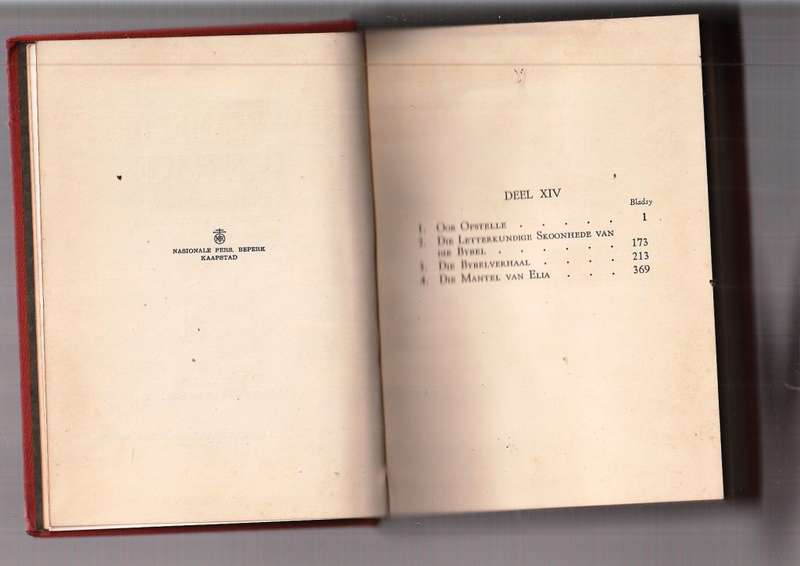 NASIONALE PERS, BEPERK
KAAPSTAD
DEEL XIV
Bladsy
1. Oor Opstelle . . . . . 1
2. Die Letterkundige Skoonhede van
die Bybel . . . . . . 173
3. Die Bybelverhaal . . . . 213
4. Die Mantel van Elia . . . 369